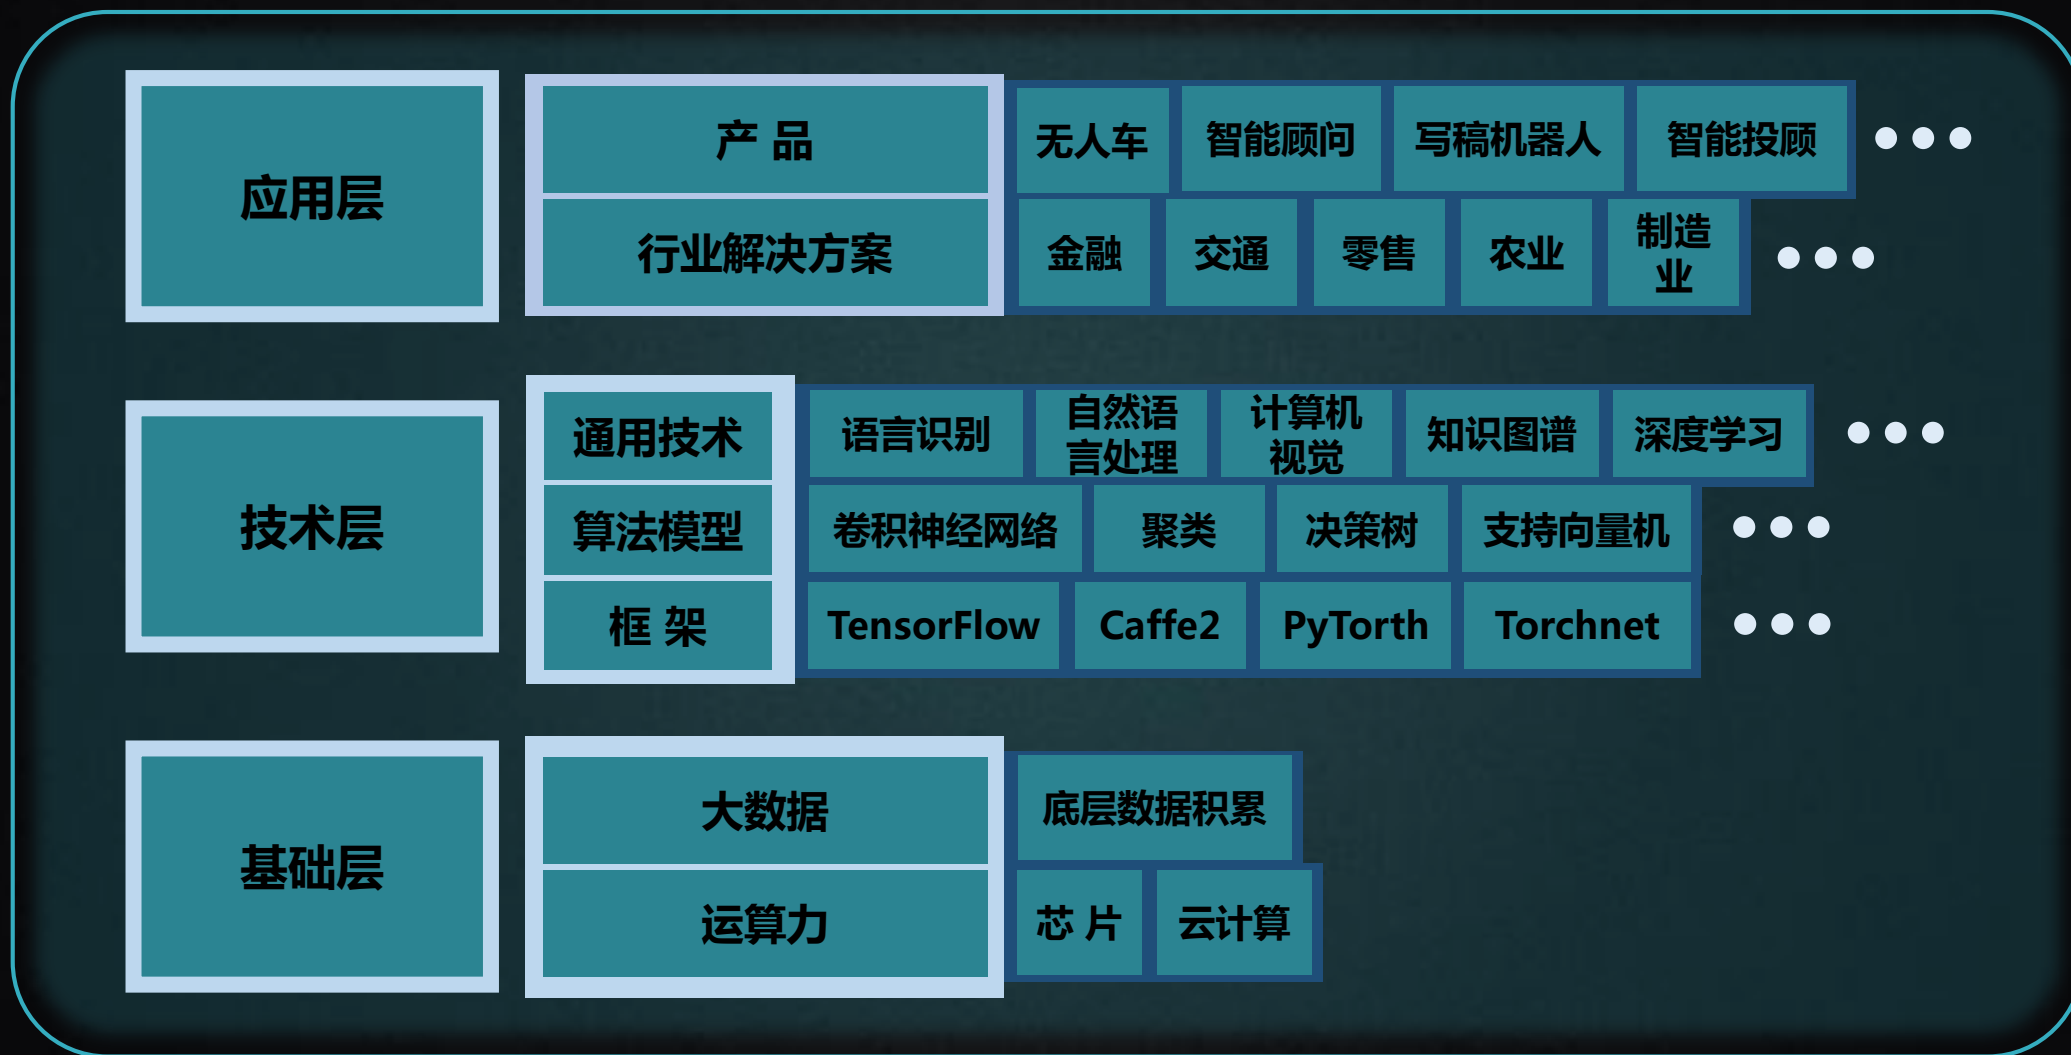 应用层
产 品
无人车
智能顾问
写稿机器人
智能投顾
行业解决方案
金融
交通
零售
农业
制造
业
技术层
通用技术
语言识别
自然语
言处理
计算机
视觉
知识图谱
深度学习
算法模型
卷积神经网络
聚类
决策树
支持向量机
框 架
TensorFlow
Caffe2
PyTorth
Torchnet
基础层
大数据
底层数据积累
运算力
芯 片
云计算